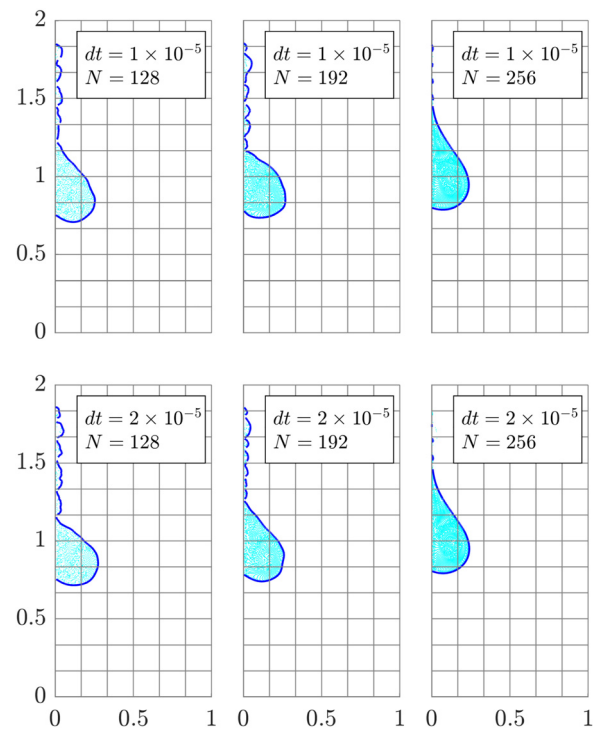 2
1.5
1
0.5
0
dt = 1 × 10⁻⁵
N = 128
dt = 1 × 10⁻⁵
N = 192
dt = 1 × 10⁻⁵
N = 256
2
1.5
1
0.5
0
dt = 2 × 10⁻⁵
N = 128
dt = 2 × 10⁻⁵
N = 192
dt = 2 × 10⁻⁵
N = 256
0 0.5 1
0 0.5 1
0 0.5 1